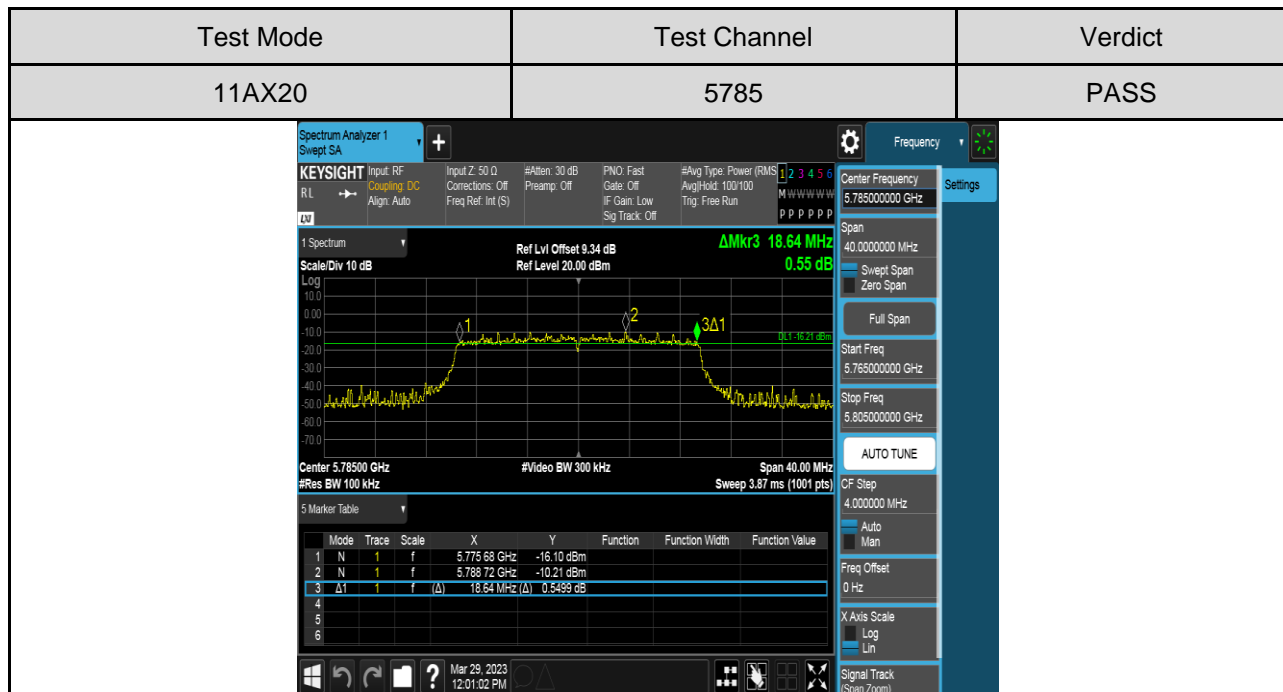 Test Mode Test Channel Verdict
11AX20 5785 PASS
Spectrum Analyzer 1
Swept SA
+
Frequency
KEYSIGHT Input: RF Input Z: 50 Ω #Atten: 30 dB PNO: Fast #Avg Type: Power (RMS 1 2 3 4 5 6
RL Coupling: DC Corrections: Off Preamp: Off Gate: Off Avg|Hold: 100/100 M W W W W W
Align: Auto Freq Ref: Int (S) IF Gain: Low Trig: Free Run
LXI Sig Track: Off P P P P P P
1 Spectrum
Ref Lvl Offset 9.34 dB ΔMkr3 18.64 MHz
Scale/Div 10 dB Ref Level 20.00 dBm 0.55 dB
Log
10.0
0.00
-10.0
-20.0
-30.0
-40.0
-50.0
-60.0
-70.0
1 2 3Δ1
DL1 -16.21 dBm
Center 5.78500 GHz #Video BW 300 kHz Span 40.00 MHz
#Res BW 100 kHz Sweep 3.87 ms (1001 pts)
5 Marker Table
Mode Trace Scale X Y Function Function Width Function Value
1 N 1 f 5.775 68 GHz -16.10 dBm
2 N 1 f 5.788 72 GHz -10.21 dBm
3 Δ1 1 f (Δ) 18.64 MHz (Δ) 0.5499 dB
4
5
6
?
Mar 29, 2023
12:01:02 PM
Center Frequency
5.785000000 GHz
Settings
Span
40.0000000 MHz
Swept Span
Zero Span
Full Span
Start Freq
5.765000000 GHz
Stop Freq
5.805000000 GHz
AUTO TUNE
CF Step
4.000000 MHz
Auto
Man
Freq Offset
0 Hz
X Axis Scale
Log
Lin
Signal Track
(Span Zoom)